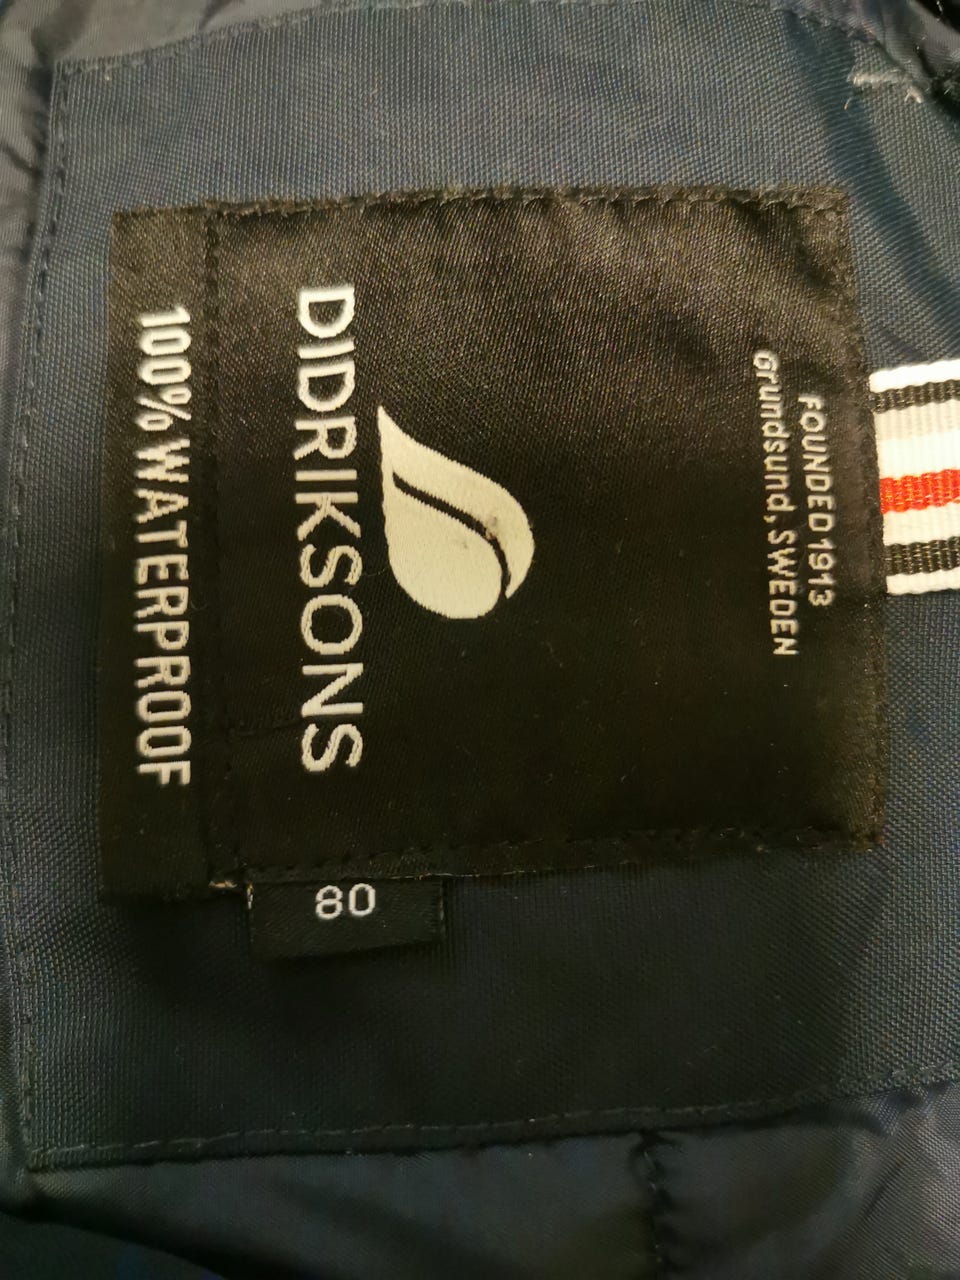 FOUNDED 1913
Grundsund, SWEDEN
DIDRIKSONS
100% WATERPROOF
80